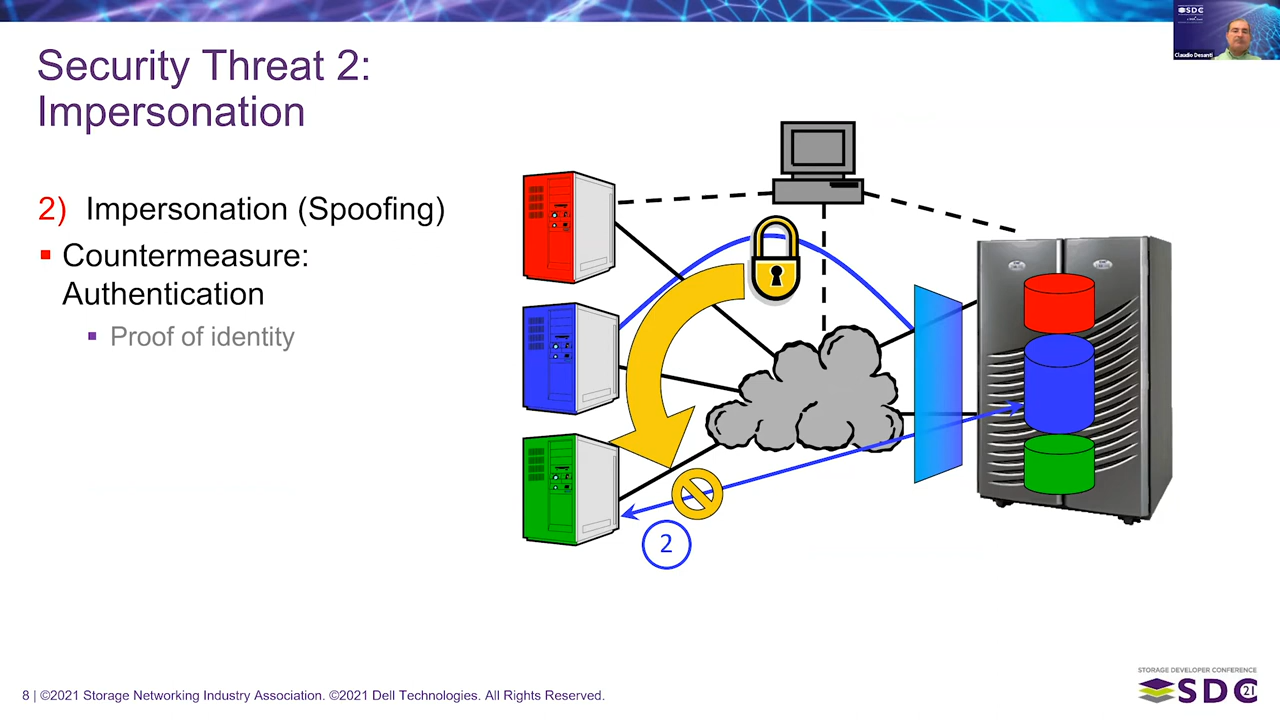 SDC
Claudio Desanti
Security Threat 2:
Impersonation
2) Impersonation (Spoofing)
Countermeasure:
Authentication
Proof of identity
2
8 | ©2021 Storage Networking Industry Association. ©2021 Dell Technologies. All Rights Reserved.
STORAGE DEVELOPER CONFERENCE
SDC 21